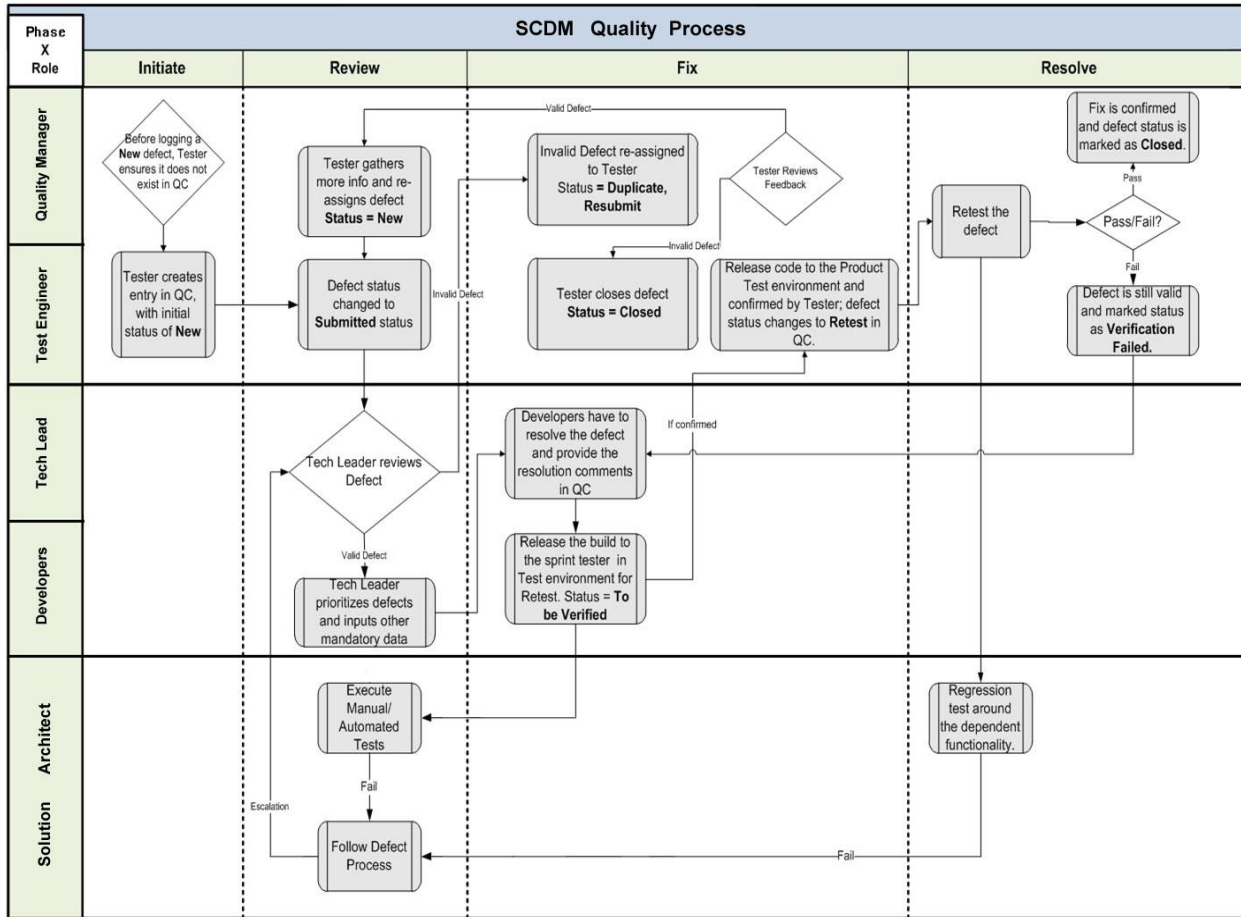 SCDM Quality Process
Phase
X
Role
Initiate
Review
Fix
Resolve
Quality Manager
Test Engineer
Tech Lead
Developers
Solution Architect
Before logging a
New defect, Tester
ensures it does not
exist in QC
Tester creates
entry in QC,
with initial
status of New
Valid Defect
Tester gathers
more info and re-
assigns defect
Status = New
Defect status
changed to
Submitted status
Invalid Defect
Tech Leader reviews
Defect
Valid Defect
Tech Leader
prioritizes defects
and inputs other
mandatory data
Execute
Manual/
Automated
Tests
Fail
Escalation
Follow Defect
Process
Invalid Defect re-assigned
to Tester
Status = Duplicate,
Resubmit
Tester Reviews
Feedback
Invalid Defect
Tester closes defect
Status = Closed
Release code to the Product
Test environment and
confirmed by Tester; defect
status changes to Retest in
QC.
Developers have to
resolve the defect
and provide the
resolution comments
in QC
If confirmed
Release the build to
the sprint tester in
Test environment for
Retest. Status = To
be Verified
Fix is confirmed
and defect status is
marked as Closed.
Pass
Retest the
defect
Pass/Fail?
Fail
Defect is still valid
and marked status
as Verification
Failed.
Regression
test around
the dependent
functionality.
Fail